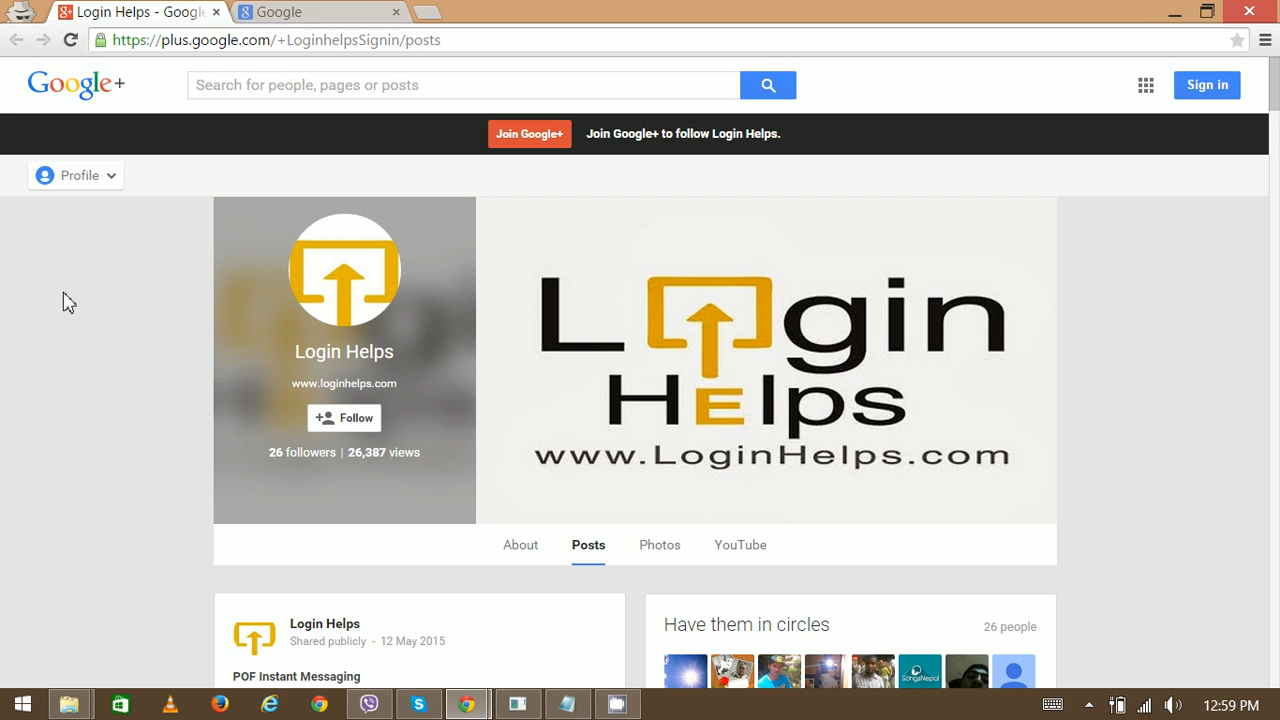 Login Helps - Googl
Google
https://plus.google.com/+LoginhelpsSignin/posts
Google+
Search for people, pages or posts
Sign in
Join Google+
Join Google+ to follow Login Helps.
Profile
Login Helps
www.loginhelps.com
Follow
26 followers | 26,387 views
Login
Helps
www.LoginHelps.com
About
Posts
Photos
YouTube
Login Helps
Shared publicly - 12 May 2015
POF Instant Messaging
Have them in circles
26 people
SongsNepal
12:59 PM